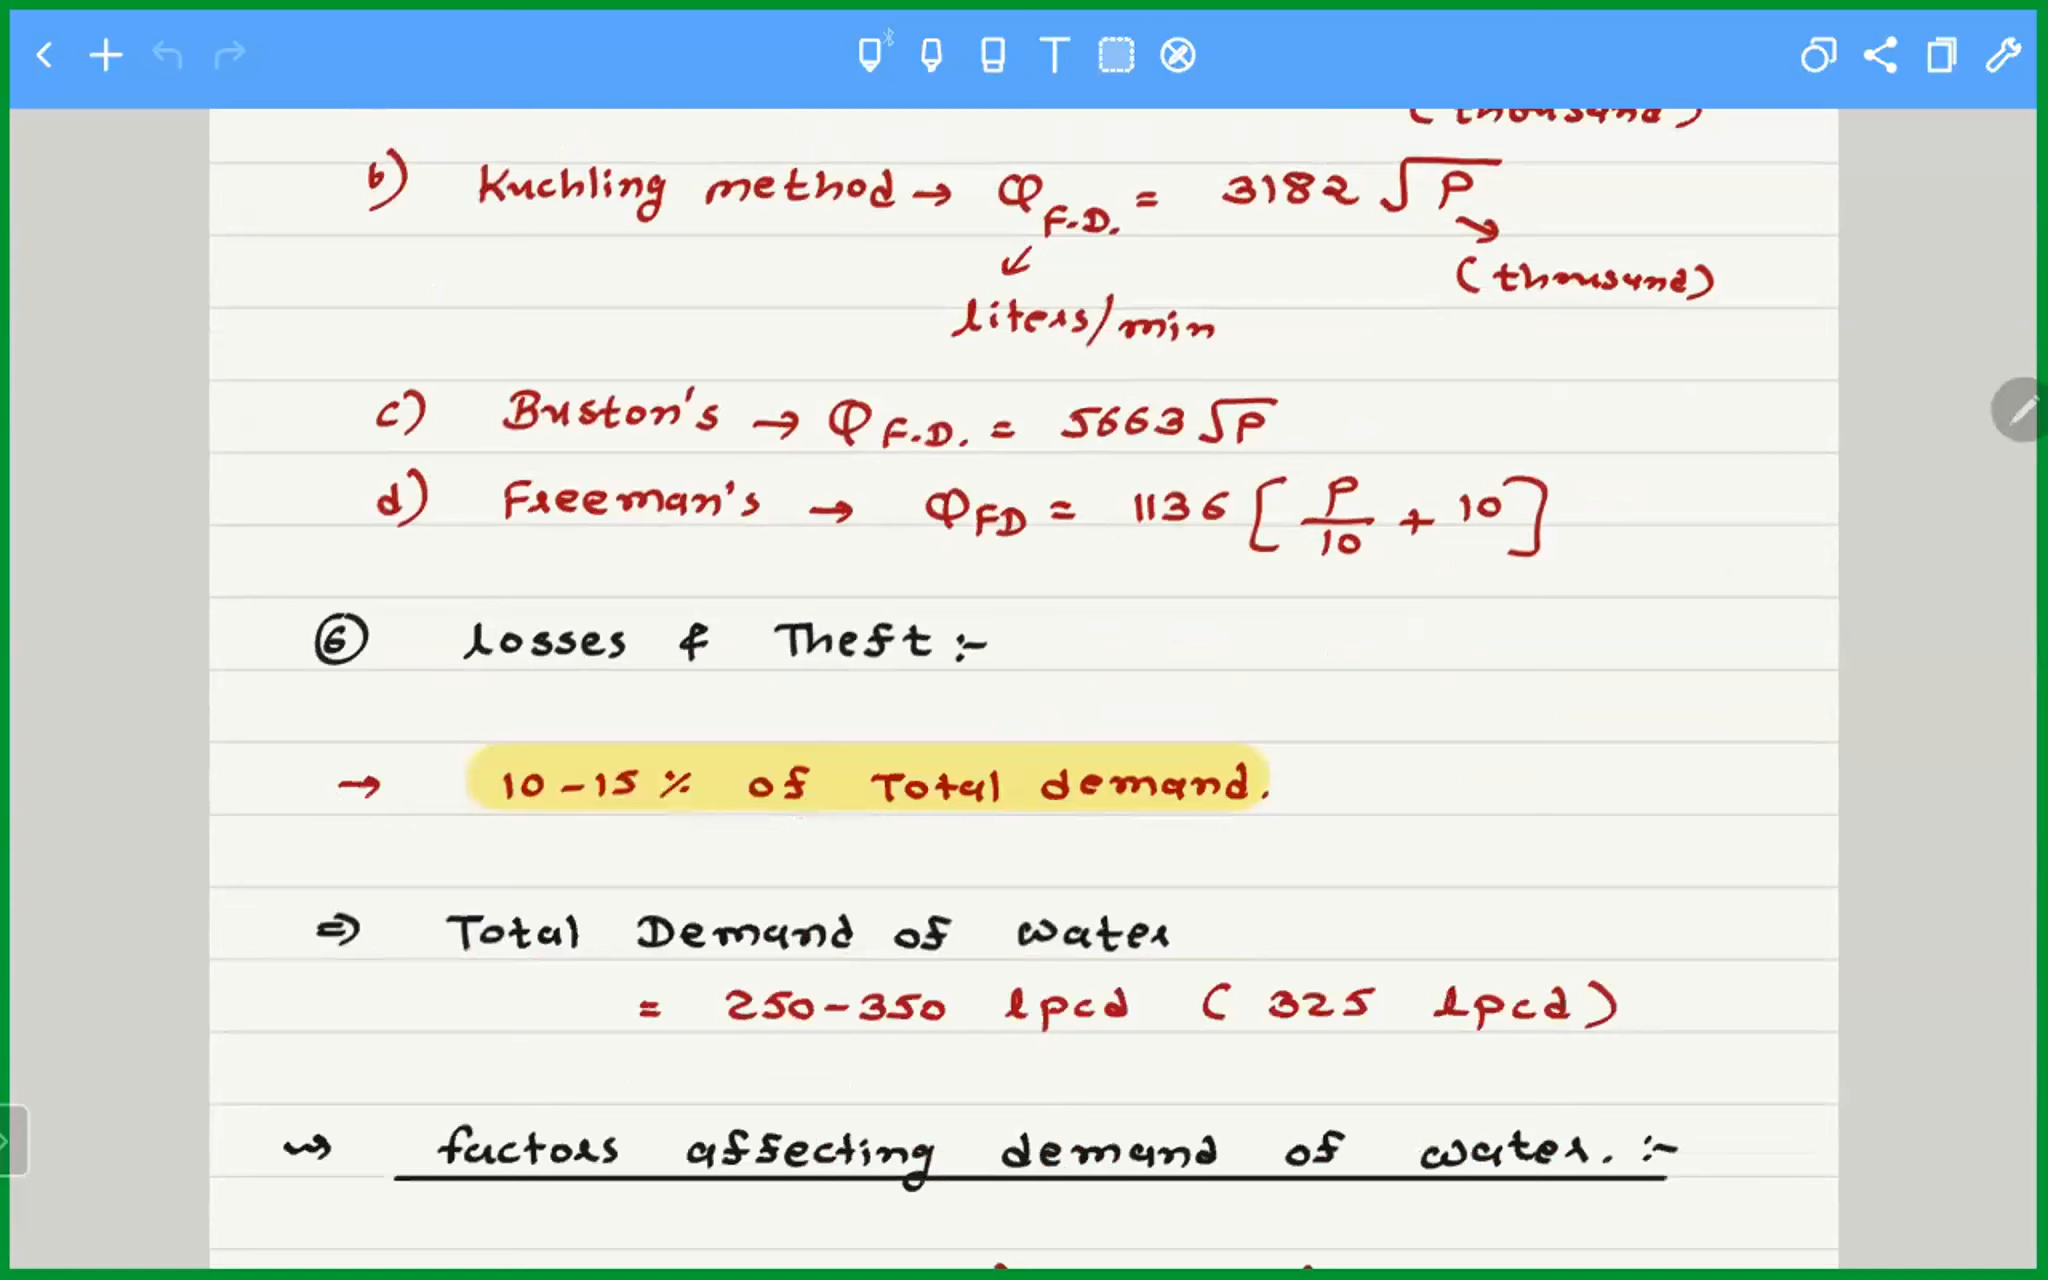 (thousand)
b) Kuchling method → Q F.D. = 3182 √P
(thousand)
liters/min
c) Buston's → Q F.D. = 5663 √P
d) Freeman's → Q FD = 1136 [ P/10 + 10 ]
⑥ Losses & Theft :-
→ 10-15 % of Total demand.
⇒ Total Demand of water
= 250-350 lpcd ( 325 lpcd )
⇝ factors affecting demand of water. :-
T